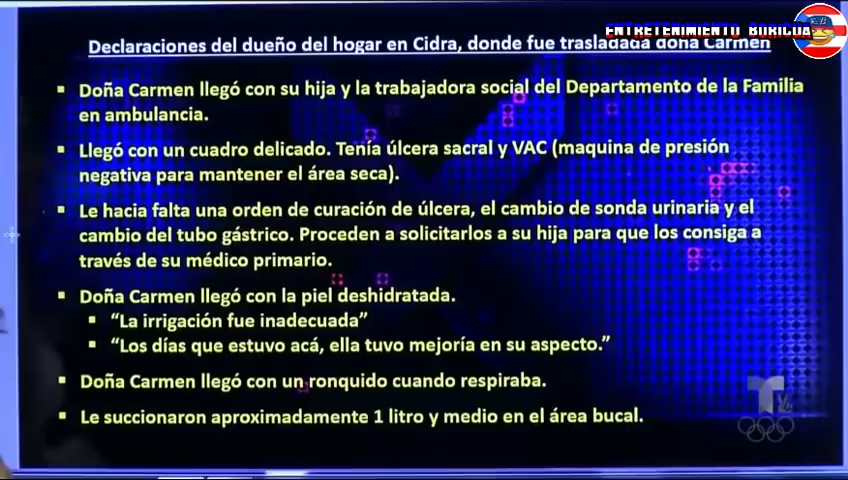 ENTRETENIMIENTO BORICUA
Declaraciones del dueño del hogar en Cidra, donde fue trasladada doña Carmen
▪ Doña Carmen llegó con su hija y la trabajadora social del Departamento de la Familia
en ambulancia.
▪ Llegó con un cuadro delicado. Tenía úlcera sacral y VAC (maquina de presión
negativa para mantener el área seca).
▪ Le hacia falta una orden de curación de úlcera, el cambio de sonda urinaria y el
cambio del tubo gástrico. Proceden a solicitarlos a su hija para que los consiga a
través de su médico primario.
▪ Doña Carmen llegó con la piel deshidratada.
▪ “La irrigación fue inadecuada”
▪ “Los días que estuvo acá, ella tuvo mejoría en su aspecto.”
▪ Doña Carmen llegó con un ronquido cuando respiraba.
▪ Le succionaron aproximadamente 1 litro y medio en el área bucal.